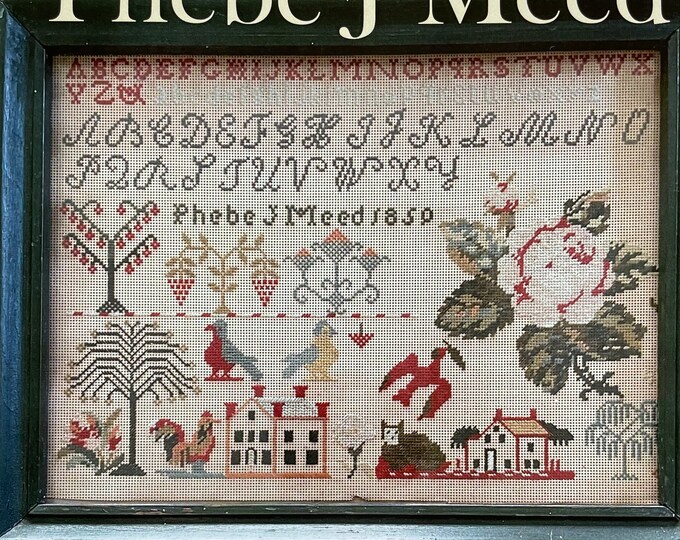 Phebe J Meed
ABCDEFGHIJKLMNOPQRSTUVWX
YZ&
ABCDEFGHIJKLMNO
PQRSTUVWXY
Phebe J Meed 1850